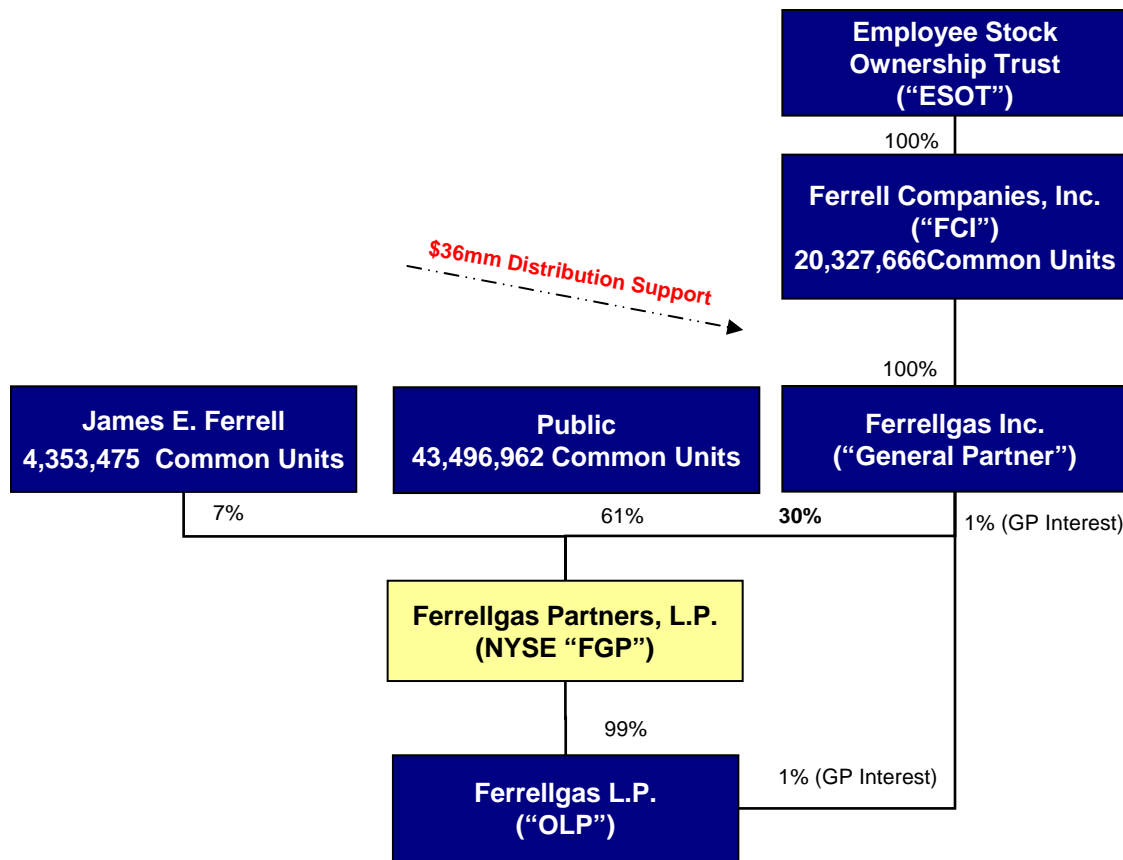 Employee Stock
Ownership Trust
(“ESOT”)
100%
Ferrell Companies, Inc.
(“FCI”)
20,327,666Common Units
$36mm Distribution Support
100%
James E. Ferrell
4,353,475 Common Units
Public
43,496,962 Common Units
Ferrellgas Inc.
(“General Partner”)
7%
61%
30%
1% (GP Interest)
Ferrellgas Partners, L.P.
(NYSE “FGP”)
99%
1% (GP Interest)
Ferrellgas L.P.
(“OLP”)